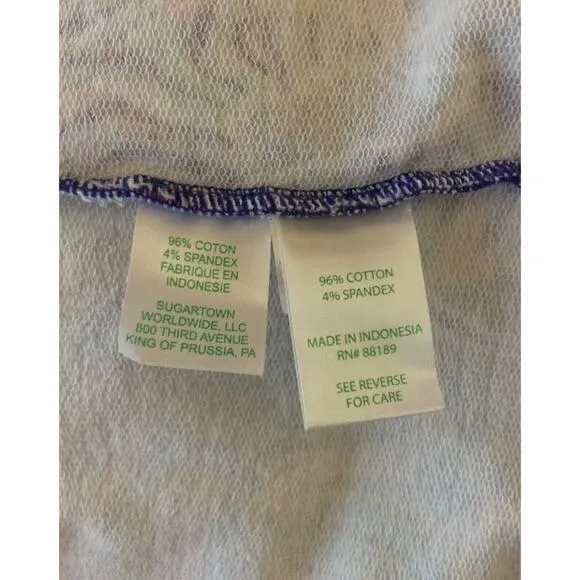 96% COTON
4% SPANDEX
FABRIQUE EN
INDONESIE
SUGARTOWN
WORLDWIDE, LLC
800 THIRD AVENUE
KING OF PRUSSIA, PA
96% COTTON
4% SPANDEX
MADE IN INDONESIA
RN# 88189
SEE REVERSE
FOR CARE